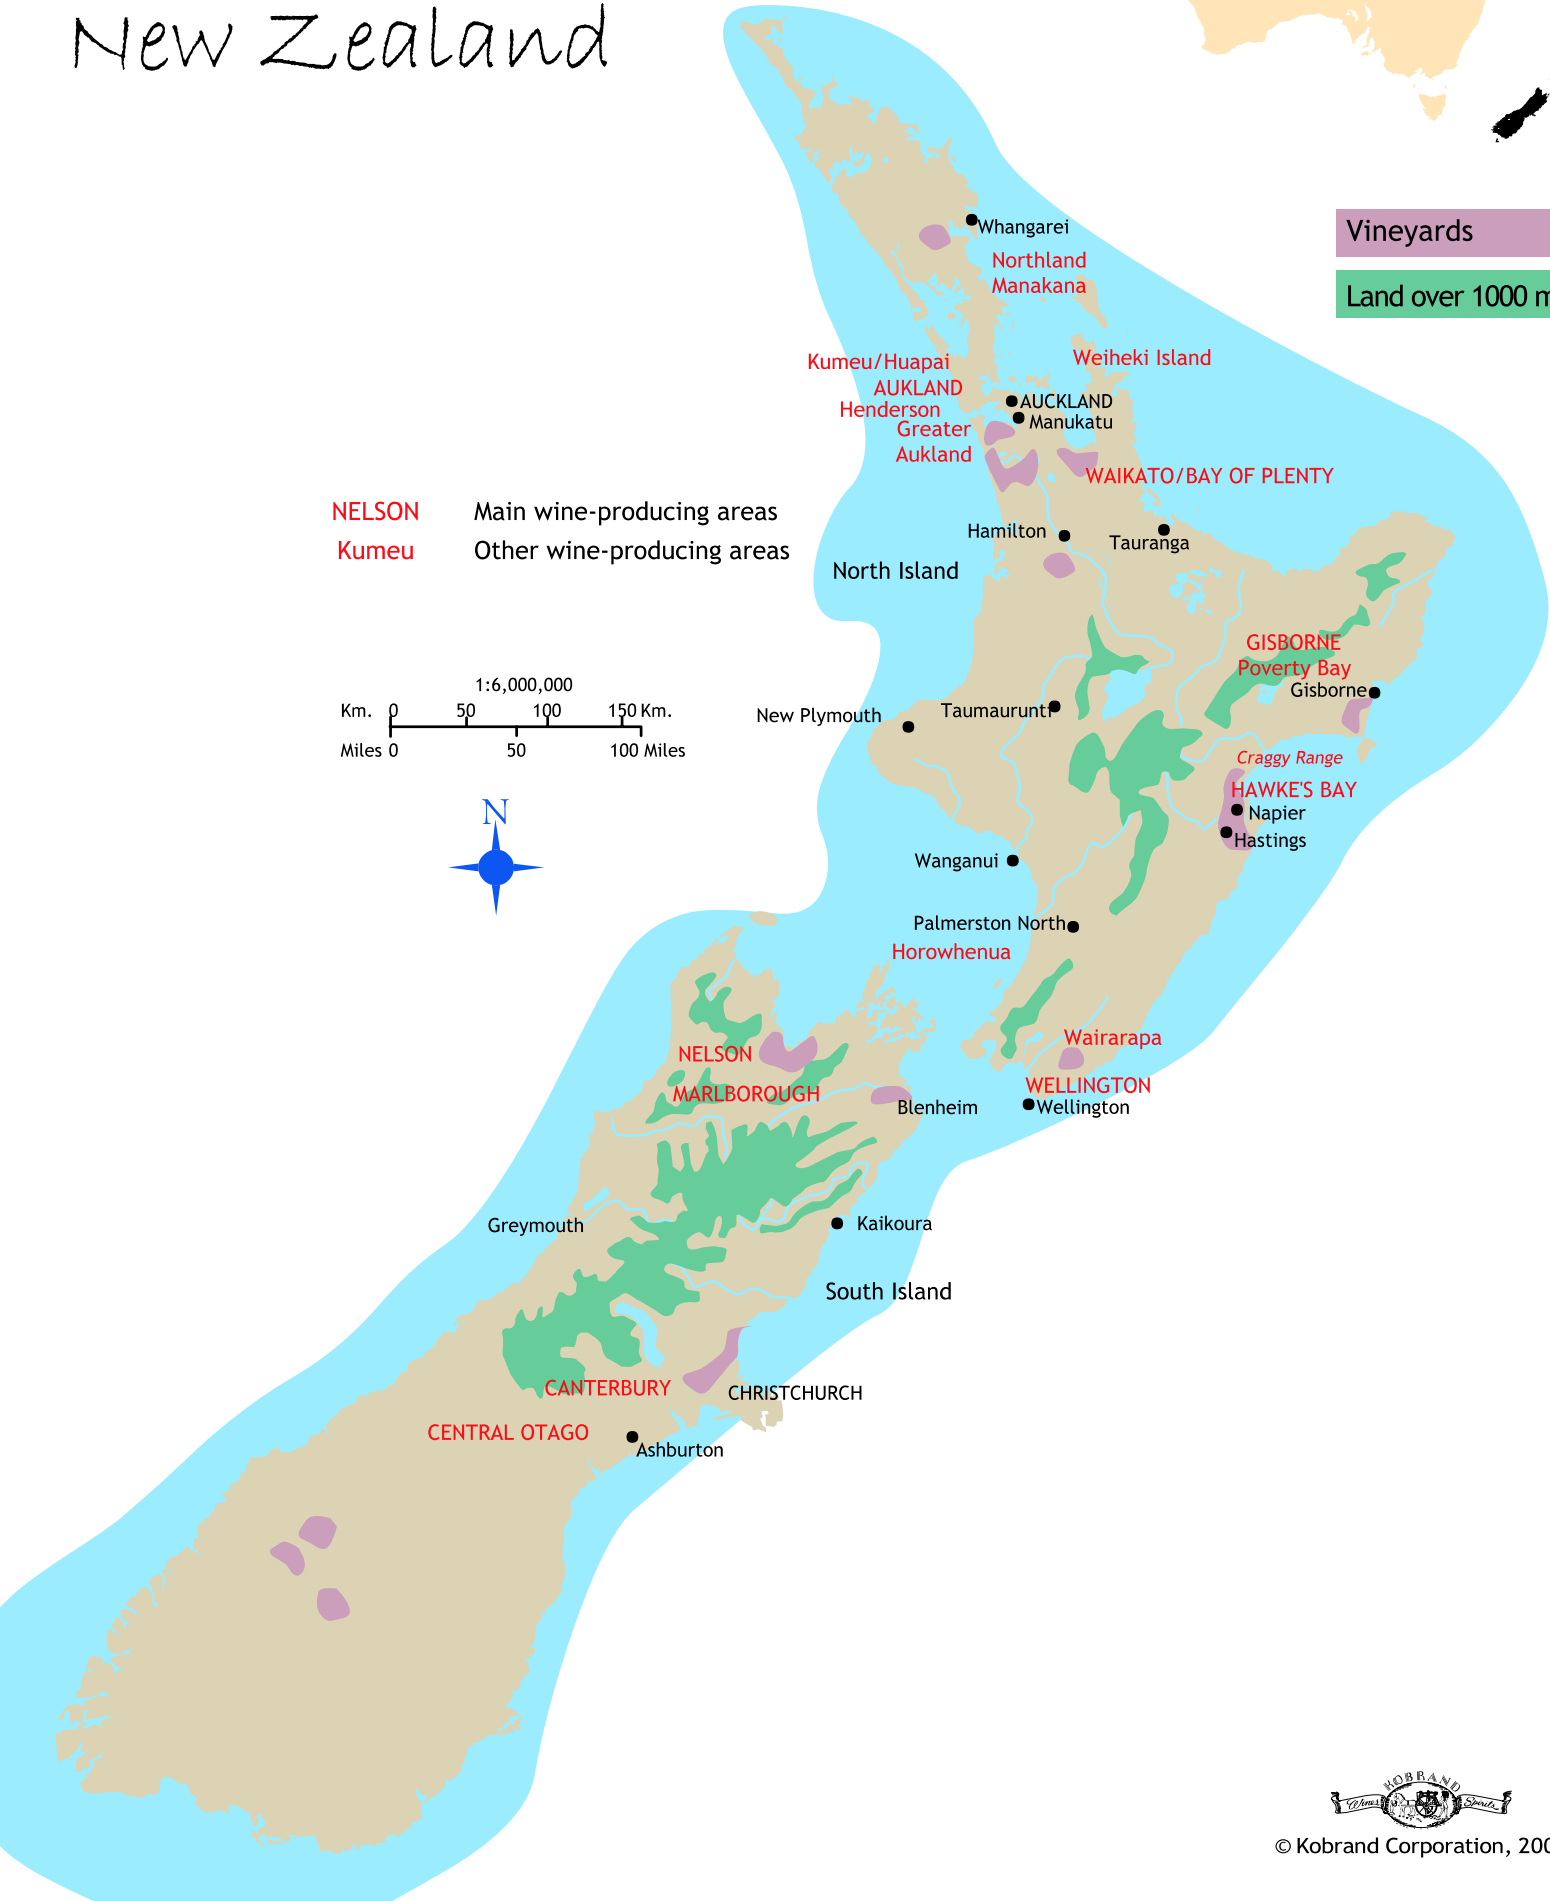 New Zealand
Vineyards
Land over 1000 m
Whangarei
Northland
Manakana
Kumeu/Huapai
Weiheki Island
AUKLAND
AUCKLAND
Henderson
Manukatu
Greater
Aukland
WAIKATO/BAY OF PLENTY
NELSON Main wine-producing areas
Kumeu Other wine-producing areas
Hamilton
Tauranga
North Island
GISBORNE
Poverty Bay
Gisborne
1:6,000,000
Km. 0 50 100 150 Km.
Miles 0 50 100 Miles
New Plymouth
Taumaurunti
Craggy Range
HAWKE'S BAY
Napier
Hastings
N
Wanganui
Palmerston North
Horowhenua
Wairarapa
NELSON
WELLINGTON
MARLBOROUGH
Blenheim
Wellington
Greymouth
Kaikoura
South Island
CANTERBURY
CHRISTCHURCH
CENTRAL OTAGO
Ashburton
KOBRAND
Wines Spirits
© Kobrand Corporation, 200